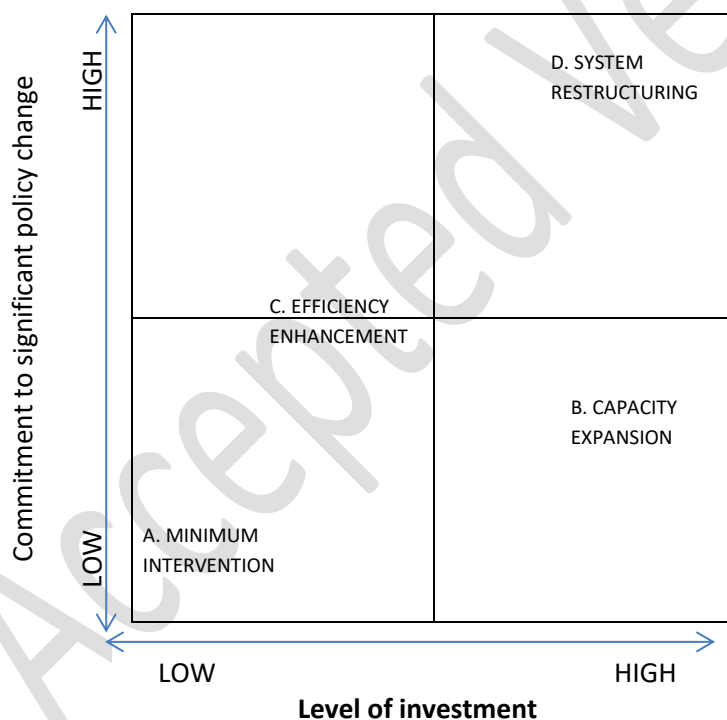 HIGH
D. SYSTEM
RESTRUCTURING
Commitment to significant policy change
C. EFFICIENCY
ENHANCEMENT
B. CAPACITY
EXPANSION
A. MINIMUM
INTERVENTION
LOW
LOW
HIGH
Level of investment
Accepted Ve